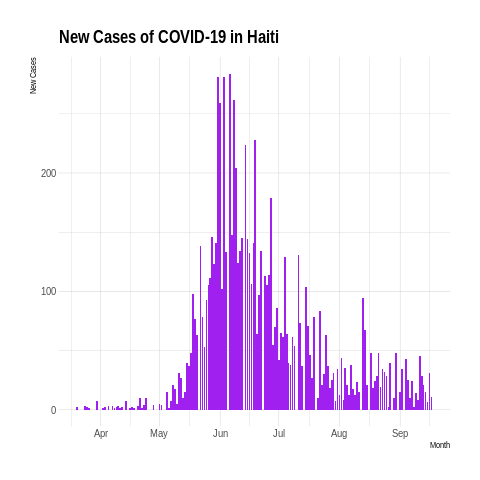 New Cases of COVID-19 in Haiti
New Cases
200
100
0
Apr May Jun Jul Aug Sep
Month